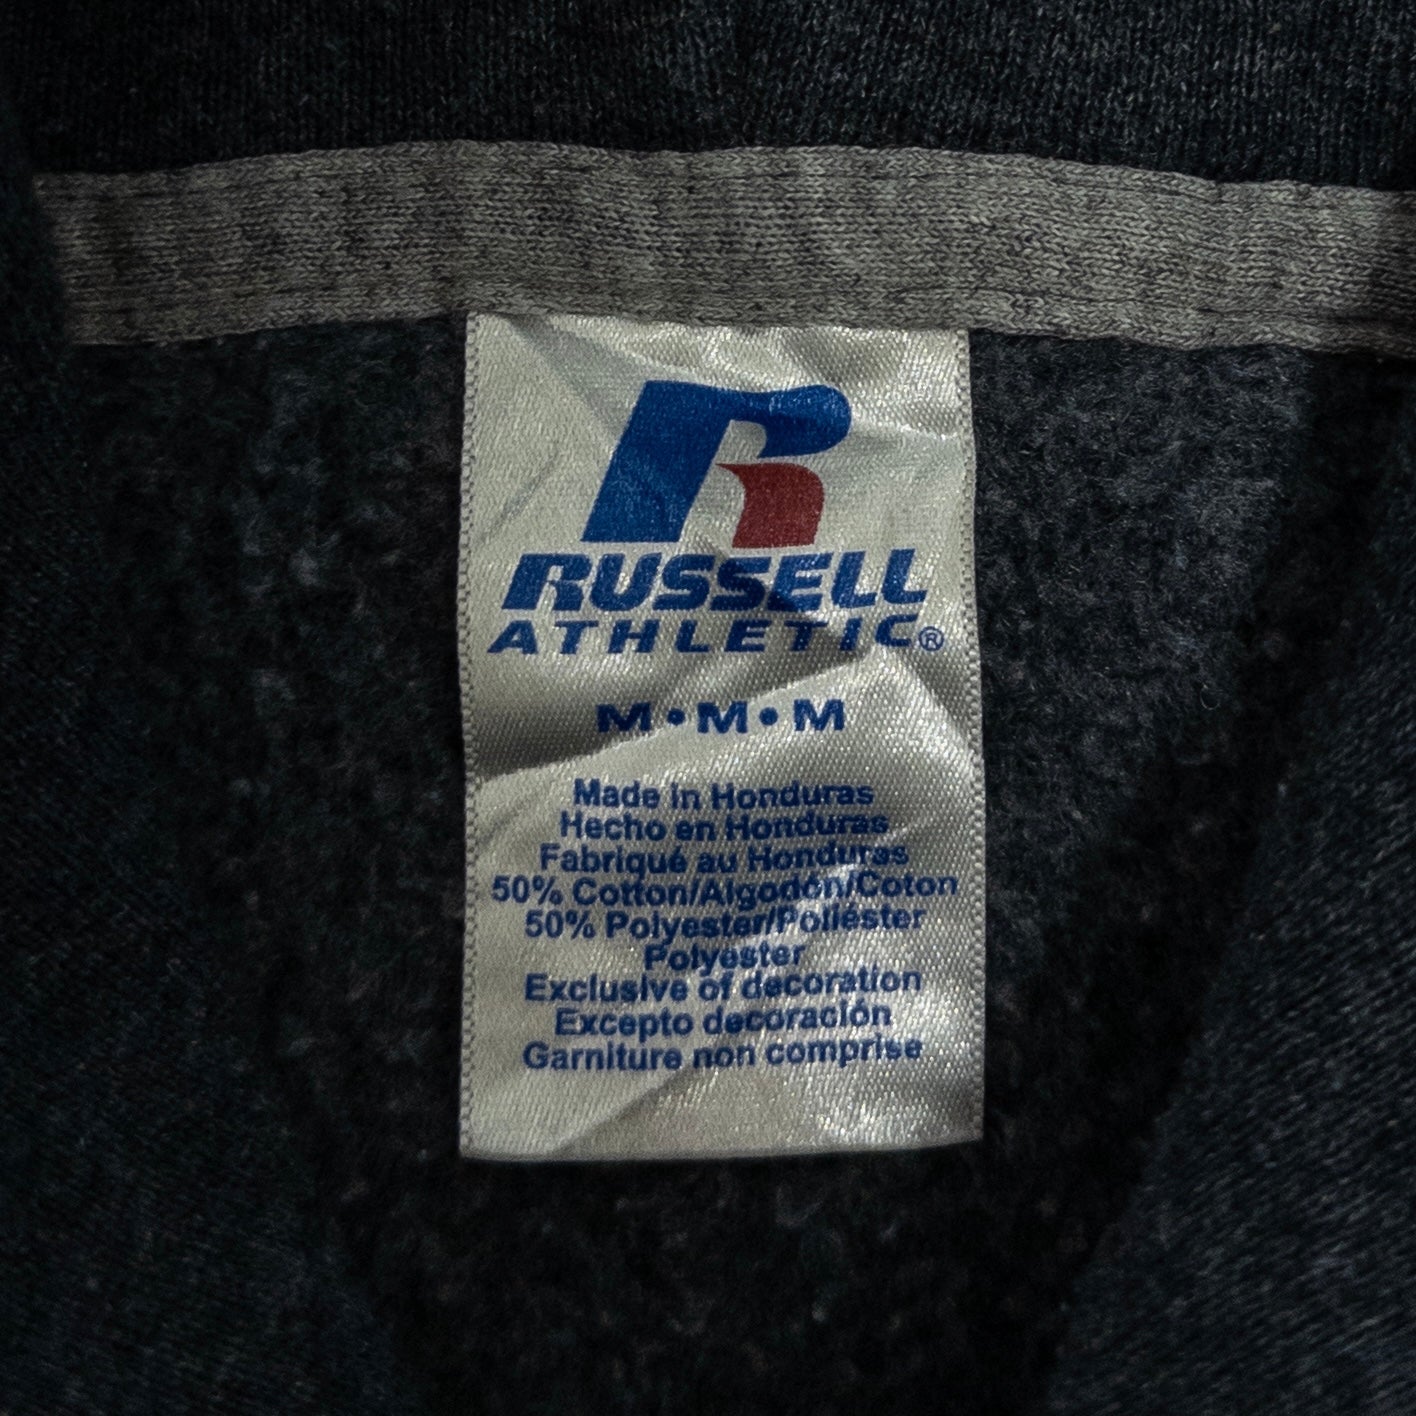 RUSSELL
ATHLETIC®
M•M•M
Made in Honduras
Hecho en Honduras
Fabriqué au Honduras
50% Cotton/Algodón/Coton
50% Polyester/Poliéster
Polyester
Exclusive of decoration
Excepto decoración
Garniture non comprise